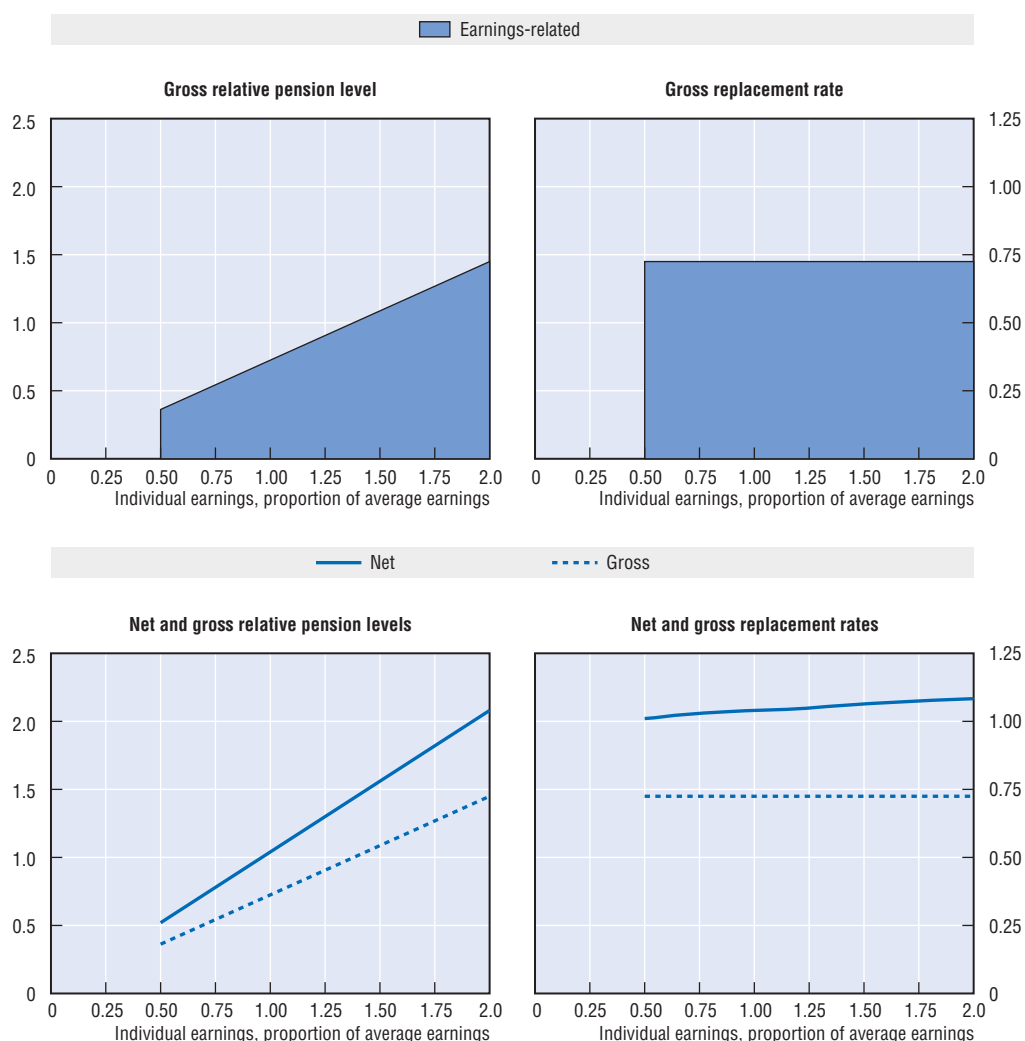 Earnings-related
Gross relative pension level
2.5
2.0
1.5
1.0
0.5
0
0 0.25 0.50 0.75 1.00 1.25 1.50 1.75 2.0
Individual earnings, proportion of average earnings
Gross replacement rate
1.25
1.00
0.75
0.50
0.25
0
0 0.25 0.50 0.75 1.00 1.25 1.50 1.75 2.0
Individual earnings, proportion of average earnings
Net Gross
Net and gross relative pension levels
2.5
2.0
1.5
1.0
0.5
0
0 0.25 0.50 0.75 1.00 1.25 1.50 1.75 2.0
Individual earnings, proportion of average earnings
Net and gross replacement rates
1.25
1.00
0.75
0.50
0.25
0
0 0.25 0.50 0.75 1.00 1.25 1.50 1.75 2.0
Individual earnings, proportion of average earnings